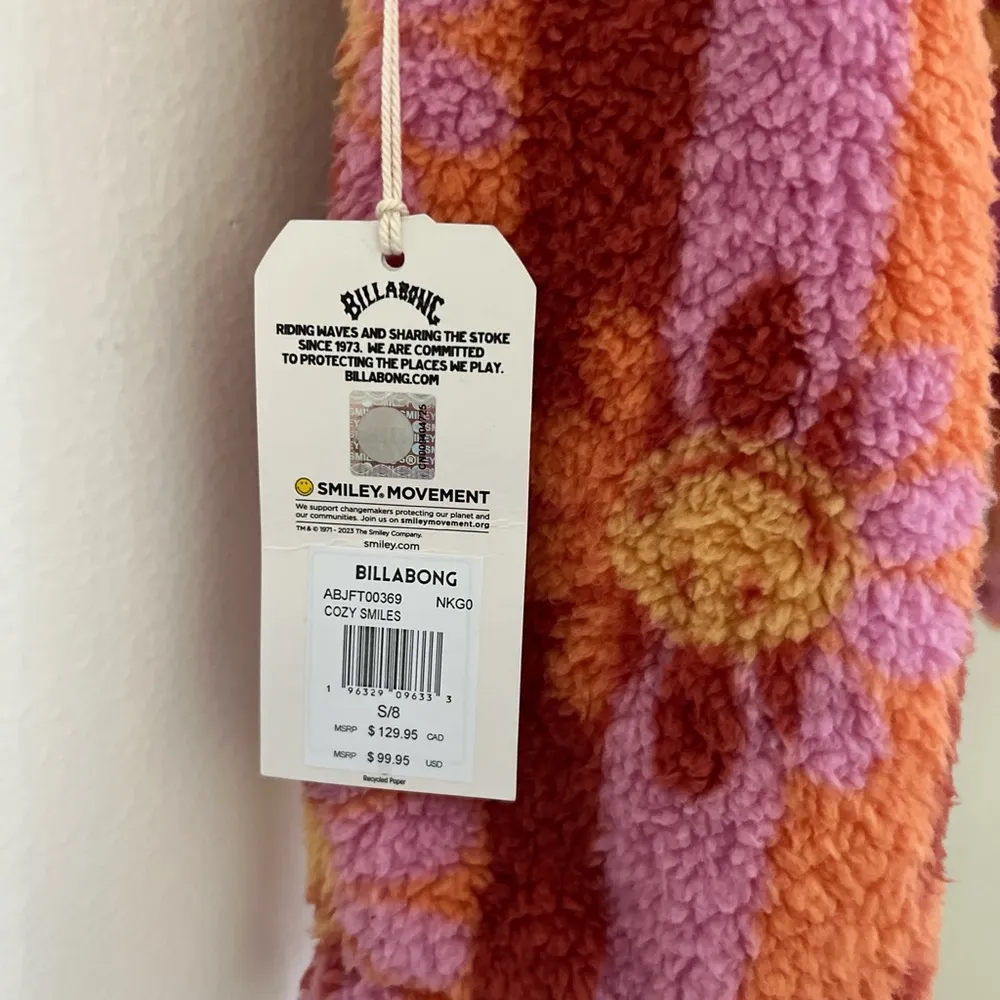 BILLABONG
RIDING WAVES AND SHARING THE STOKE
SINCE 1973. WE ARE COMMITTED
TO PROTECTING THE PLACES WE PLAY.
BILLABONG.COM
SMILEY® MOVEMENT
We support changemakers protecting our planet and
our communities. Join us on smileymovement.org
TM & © 1971 - 2023 The Smiley Company.
smiley.com
BILLABONG
ABJFT00369 NKG0
COZY SMILES
1 96329 09633 3
S/8
MSRP $ 129.95 CAD
MSRP $ 99.95 USD
Recycled Paper